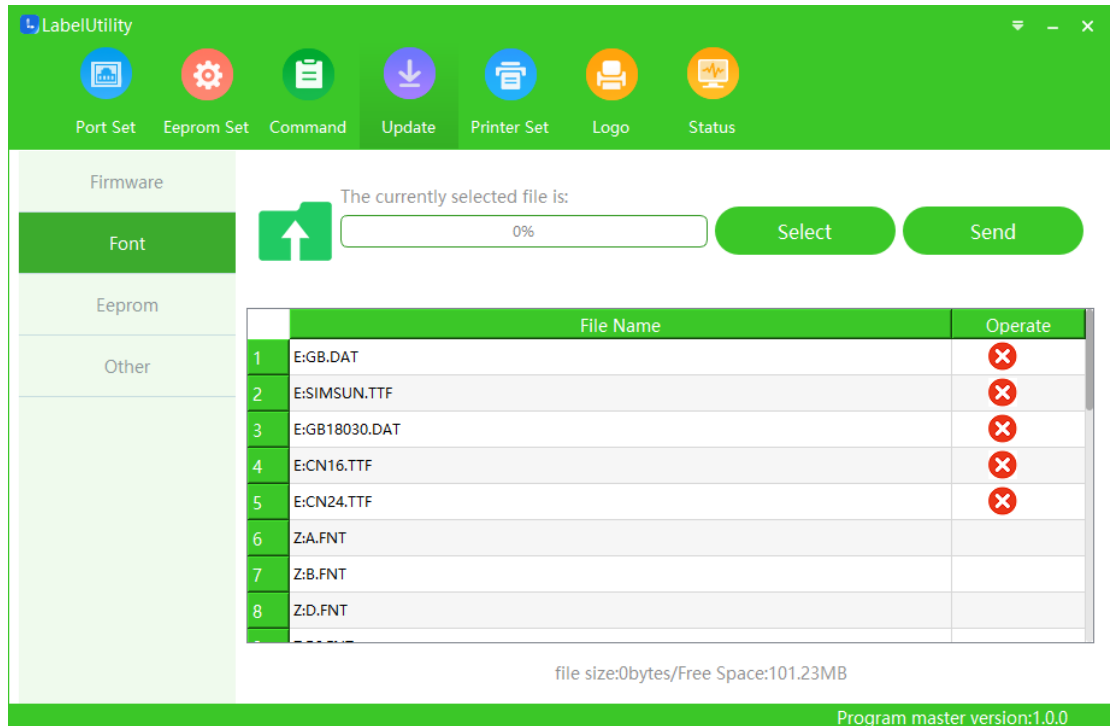 LabelUtility
Port Set Eeprom Set Command Update Printer Set Logo Status
Firmware
Font
Eeprom
Other
The currently selected file is:
0% Select Send
File Name Operate
1 E:GB.DAT
2 E:SIMSUN.TTF
3 E:GB18030.DAT
4 E:CN16.TTF
5 E:CN24.TTF
6 Z:A.FNT
7 Z:B.FNT
8 Z:D.FNT
file size:0bytes/Free Space:101.23MB
Program master version:1.0.0